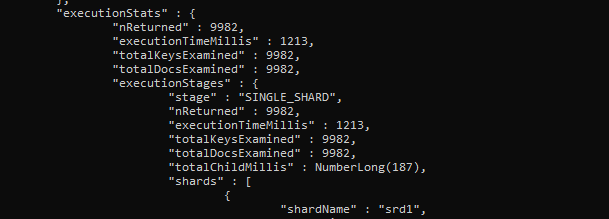 },
"executionStats" : {
"nReturned" : 9982,
"executionTimeMillis" : 1213,
"totalKeysExamined" : 9982,
"totalDocsExamined" : 9982,
"executionStages" : {
"stage" : "SINGLE_SHARD",
"nReturned" : 9982,
"executionTimeMillis" : 1213,
"totalKeysExamined" : 9982,
"totalDocsExamined" : 9982,
"totalChildMillis" : NumberLong(187),
"shards" : [
{
"shardName" : "srd1",